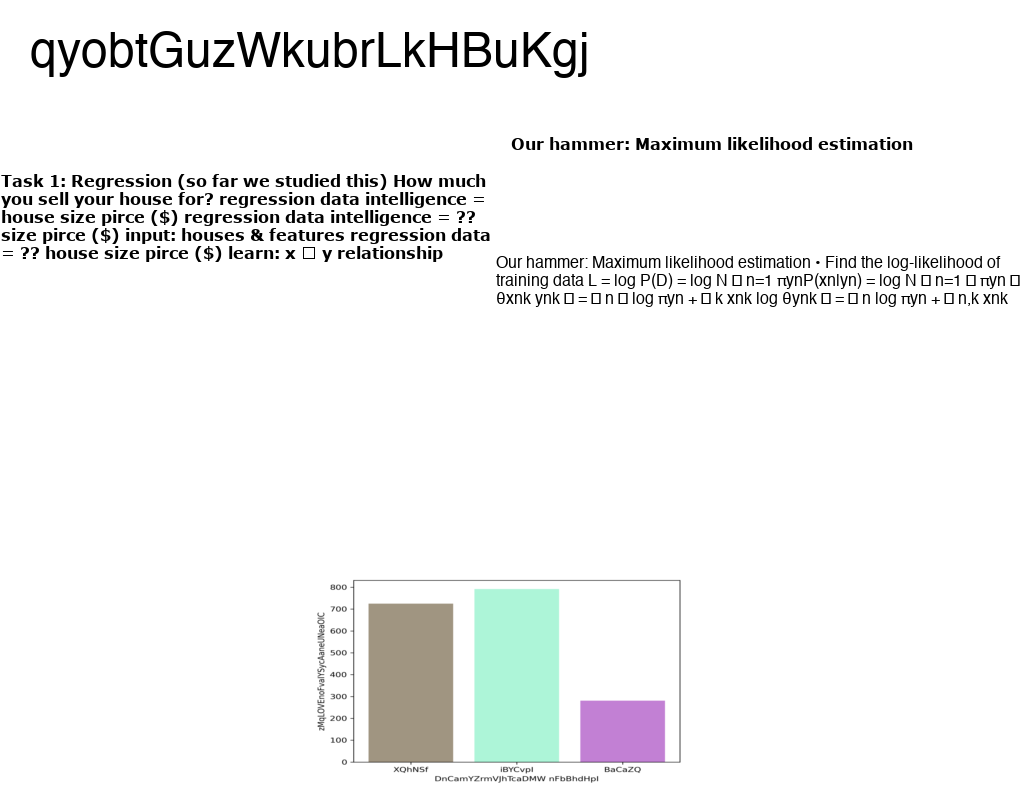 qyobtGuzWkubrLkHBuKgj
Our hammer: Maximum likelihood estimation
Task 1: Regression (so far we studied this) How much
you sell your house for? regression data intelligence =
house size pirce ($) regression data intelligence = ??
size pirce ($) input: houses & features regression data
= ?? house size pirce ($) learn: x □ y relationship
Our hammer: Maximum likelihood estimation • Find the log-likelihood of
training data L = log P(D) = log N □ n=1 πynP(xnlyn) = log N □ n=1 □ πyn □
θxnk ynk □ = □ n □ log πyn + □ k xnk log θynk □ = □ n log πyn + □ n,k xnk
800
700
600
500
400
300
200
100
0
XQhNSf iBYCvpI BaCaZQ
DnCamYZrmVJhTcaDMW nFbBhdHpI